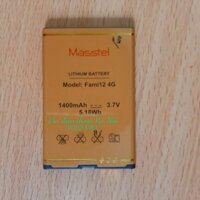 Masstel
LITHIUM BATTERY
Model: Fami12 4G
1400mAh --- 3.7V
5.18Wh